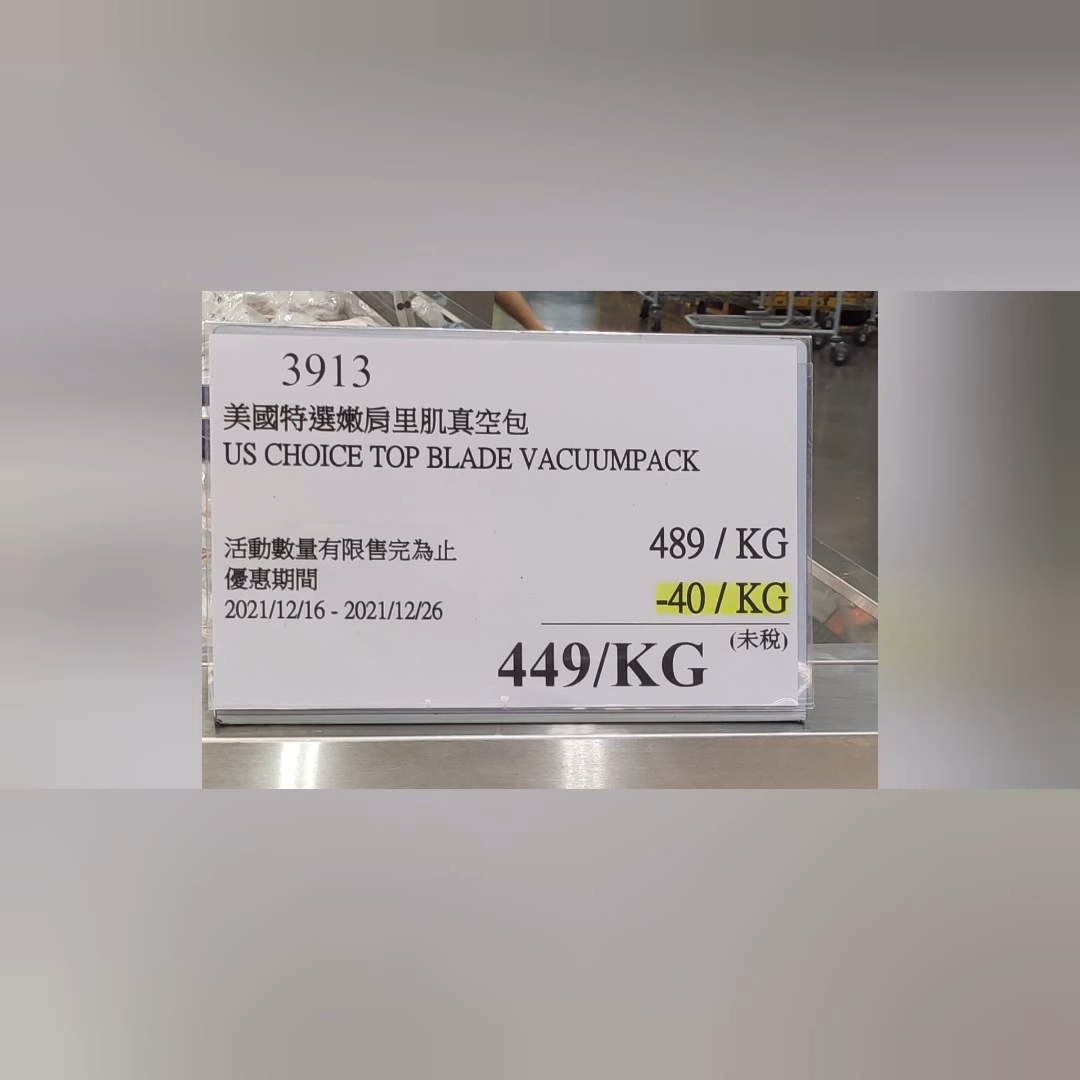 3913
美國特選嫩肩里肌真空包
US CHOICE TOP BLADE VACUUMPACK
489 / KG
活動數量有限售完為止
優惠期間
-40 / KG
2021/12/16 - 2021/12/26
(未稅)
449/KG